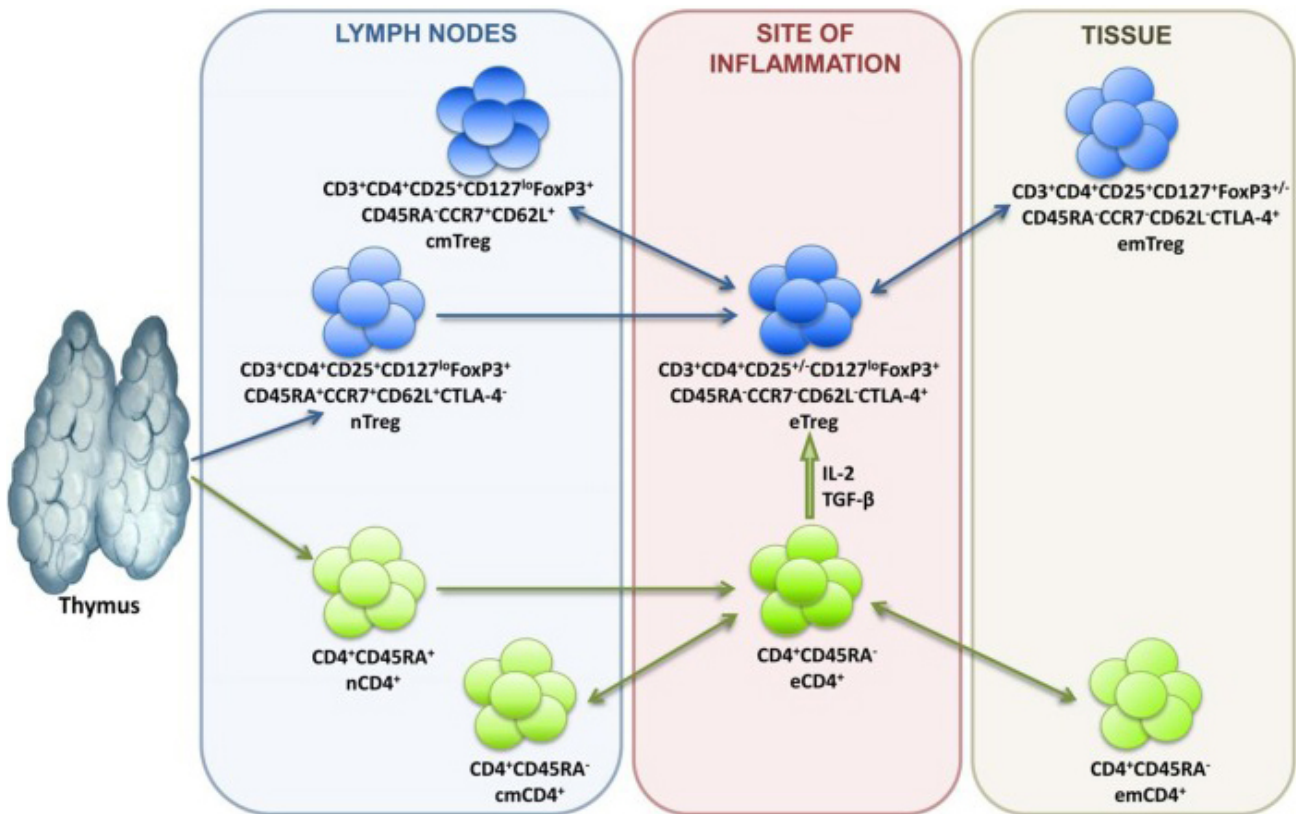 LYMPH NODES
SITE OF
INFLAMMATION
TISSUE
CD3⁺CD4⁺CD25⁺CD127ˡᵒFoxP3⁺
CD45RA⁻CCR7⁺CD62L⁺
cmTreg
CD3⁺CD4⁺CD25⁺CD127⁺FoxP3⁺/⁻
CD45RA⁻CCR7⁻CD62L⁻CTLA-4⁺
emTreg
CD3⁺CD4⁺CD25⁺CD127ˡᵒFoxP3⁺
CD45RA⁺CCR7⁺CD62L⁺CTLA-4⁻
nTreg
CD3⁺CD4⁺CD25⁺/⁻CD127ˡᵒFoxP3⁺
CD45RA⁻CCR7⁻CD62L⁻CTLA-4⁺
eTreg
IL-2
TGF-β
Thymus
CD4⁺CD45RA⁺
nCD4⁺
CD4⁺CD45RA⁻
eCD4⁺
CD4⁺CD45RA⁻
cmCD4⁺
CD4⁺CD45RA⁻
emCD4⁺